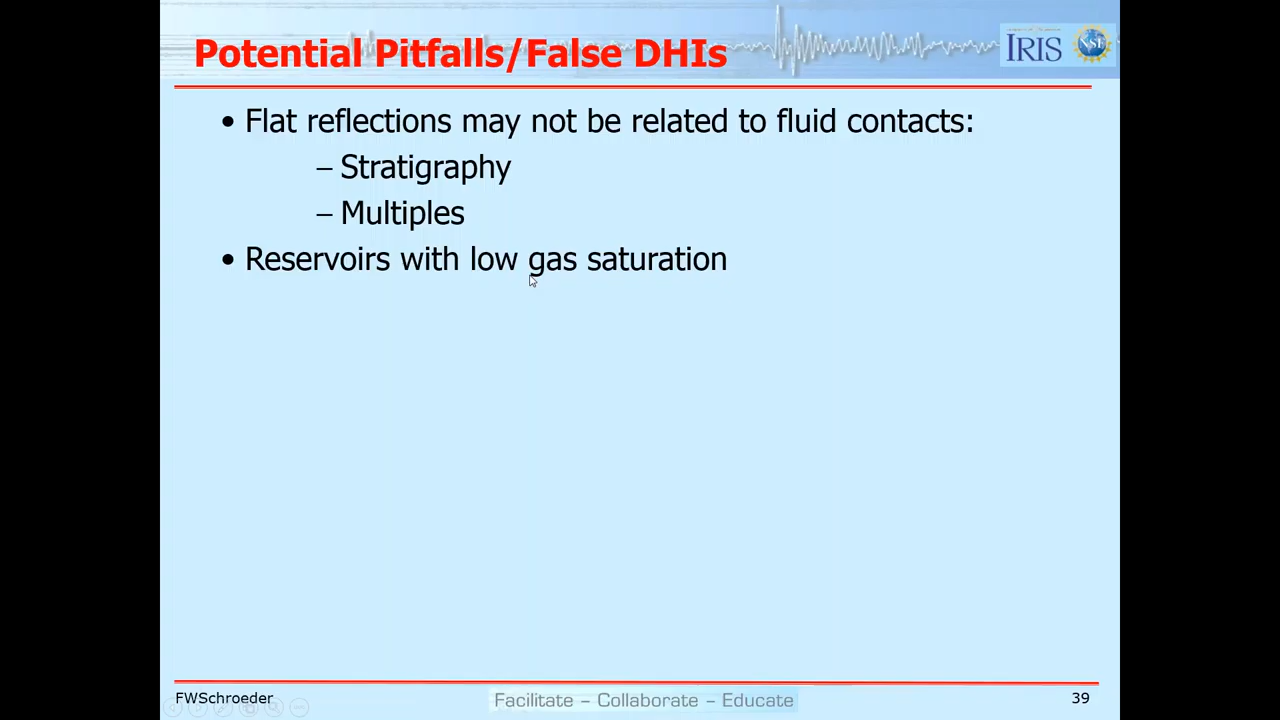 Potential Pitfalls/False DHIs
IRIS
NSF
• Flat reflections may not be related to fluid contacts:
– Stratigraphy
– Multiples
• Reservoirs with low gas saturation
FWSchroeder
Facilitate – Collaborate – Educate
39